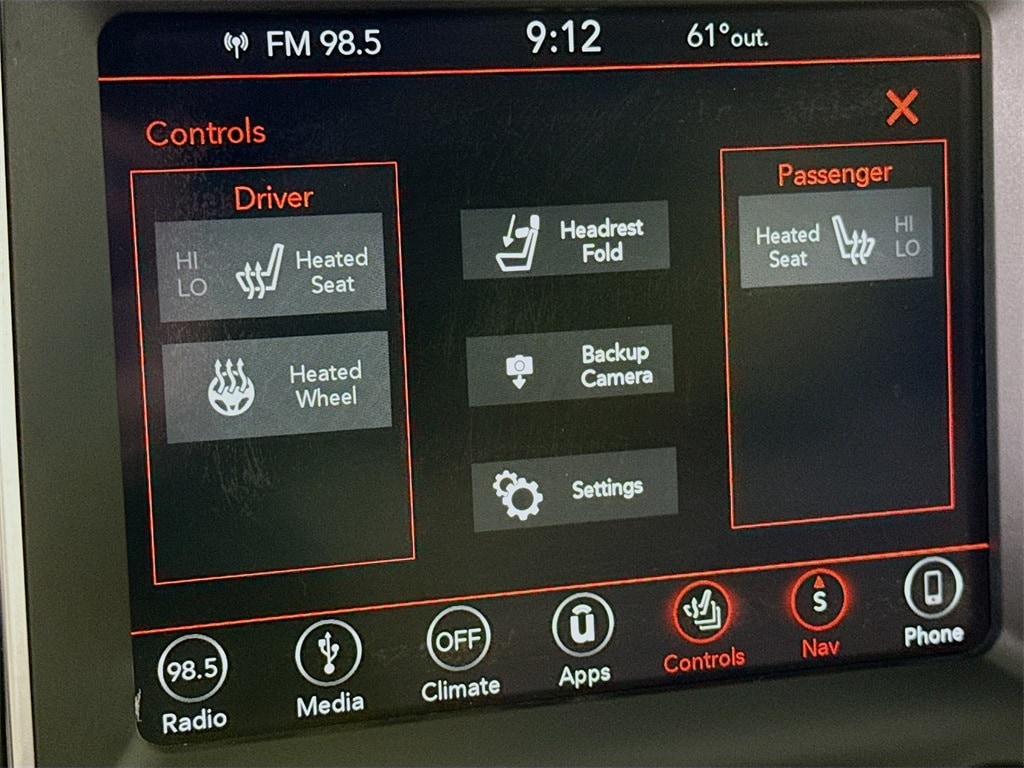 FM 98.5
9:12
61°out.
Controls
Driver
HI
LO
Heated
Seat
Heated
Wheel
Headrest
Fold
Backup
Camera
Settings
Passenger
Heated
Seat
HI
LO
98.5
Radio
Media
OFF
Climate
ū
Apps
Controls
S
Nav
Phone